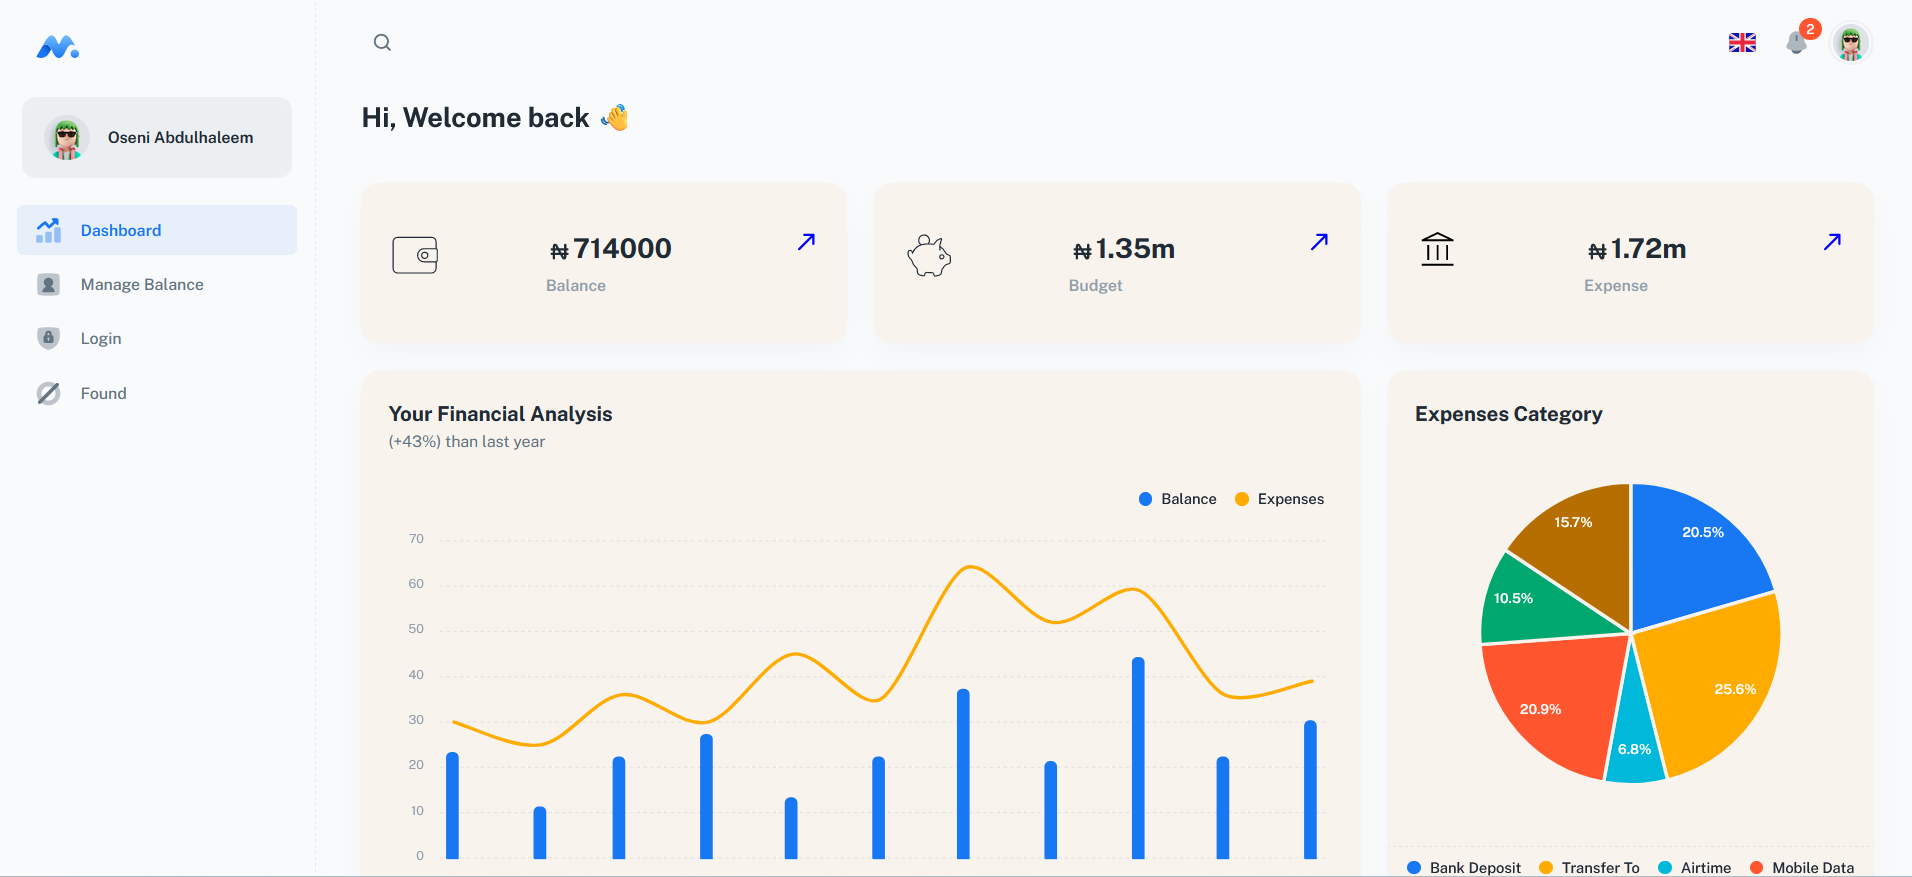 2
Oseni Abdulhaleem
Dashboard
Manage Balance
Login
Found
Hi, Welcome back 👋
₦ 714000
Balance
₦ 1.35m
Budget
₦ 1.72m
Expense
Your Financial Analysis
(+43%) than last year
Balance Expenses
70
60
50
40
30
20
10
0
Expenses Category
15.7%
20.5%
10.5%
25.6%
20.9%
6.8%
Bank Deposit Transfer To Airtime Mobile Data